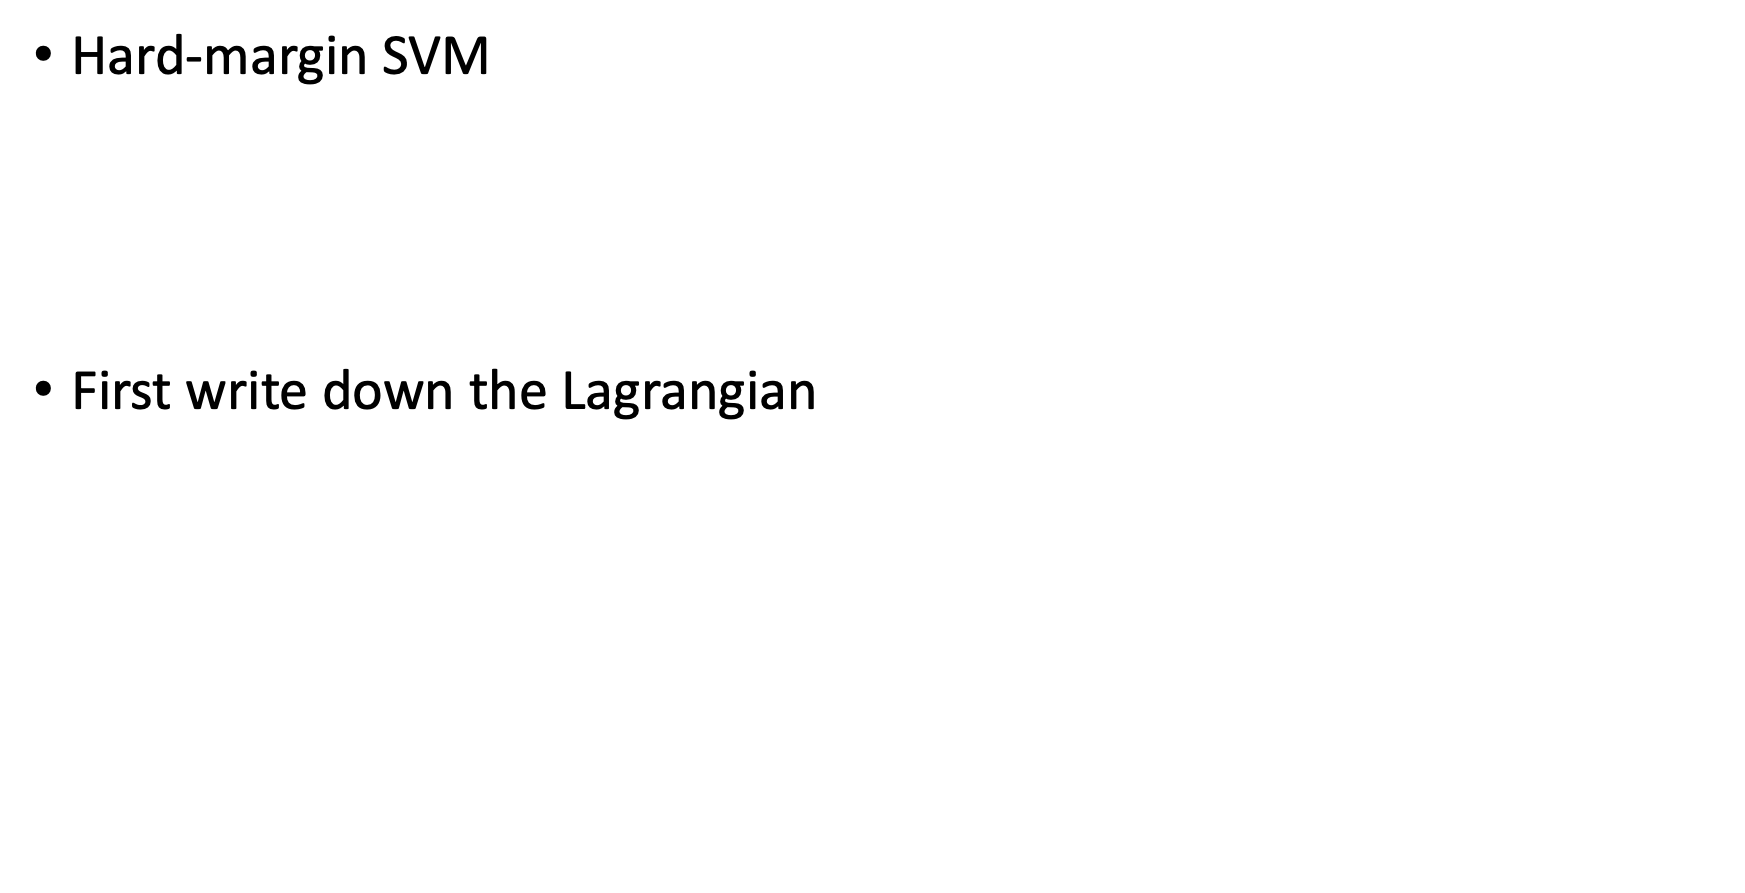 • Hard-margin SVM
• First write down the Lagrangian